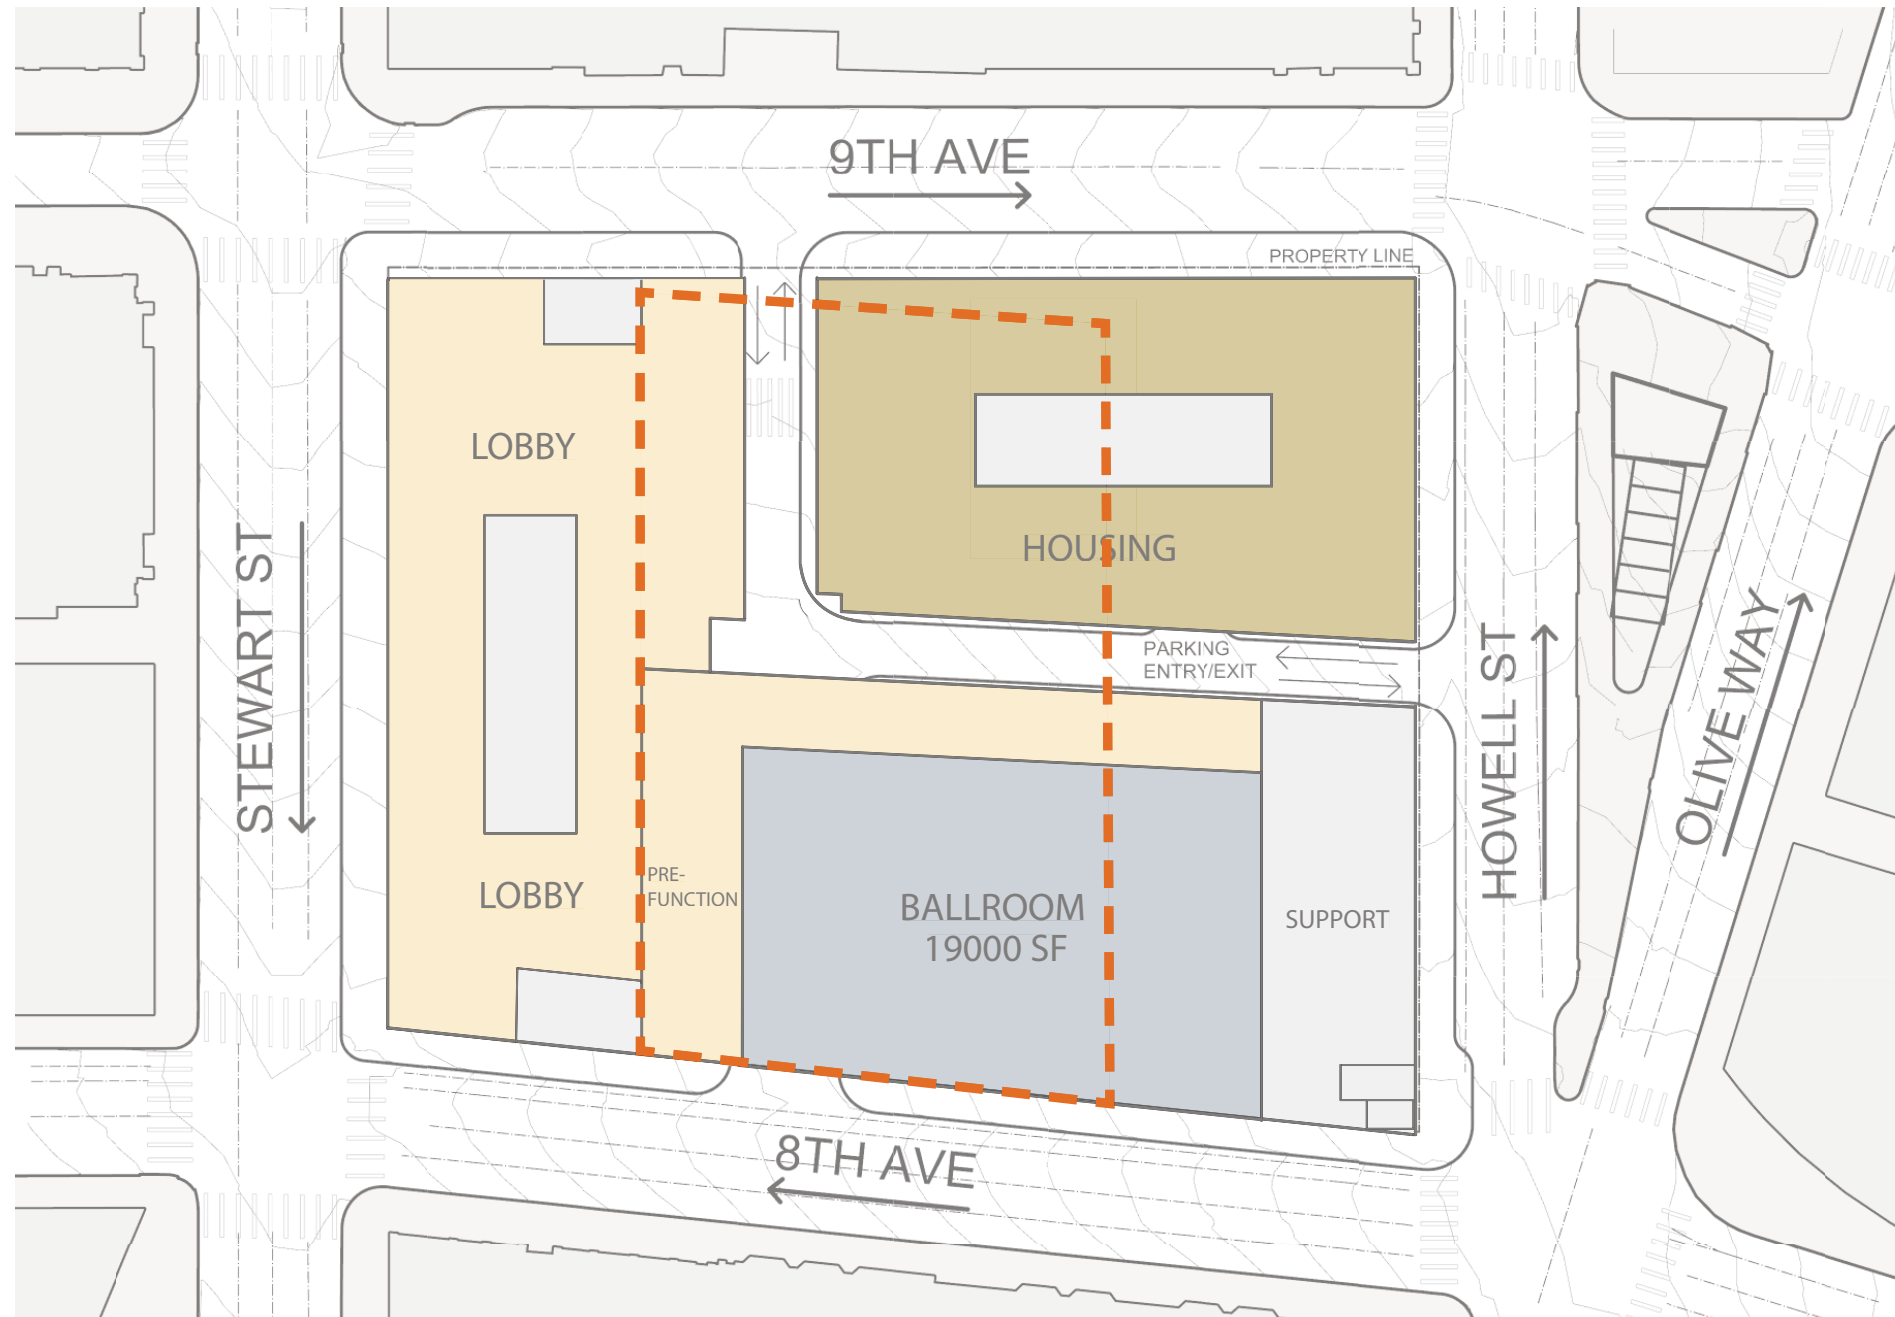 9TH AVE
PROPERTY LINE
LOBBY
HOUSING
STEWART ST
PARKING
ENTRY/EXIT
HOWELL ST
OLIVE WAY
LOBBY
PRE-
FUNCTION
BALLROOM
19000 SF
SUPPORT
8TH AVE